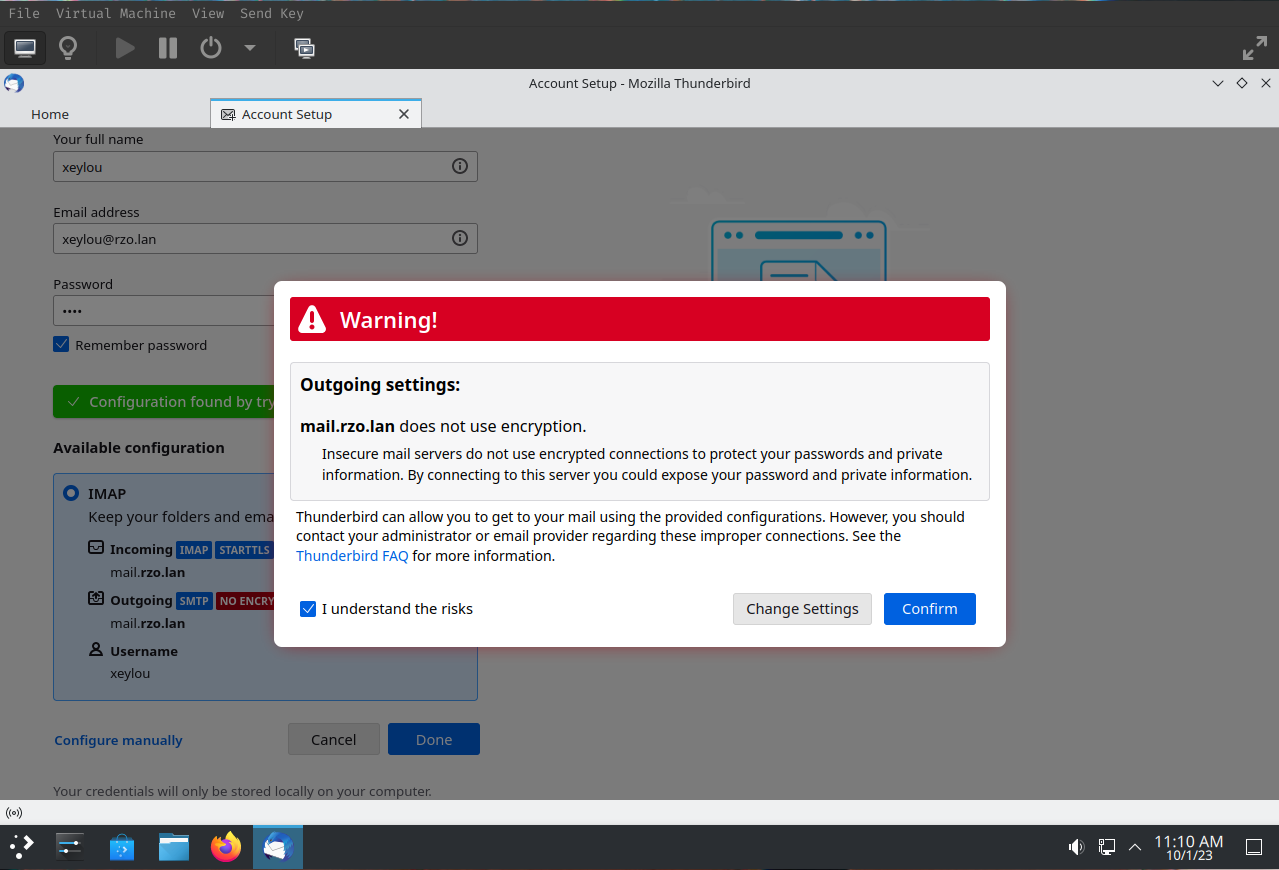 File Virtual Machine View Send Key
Account Setup - Mozilla Thunderbird
Home
Account Setup
Your full name
xeylou
Email address
xeylou@rzo.lan
Password
Remember password
Configuration found by try
Available configuration
IMAP
Keep your folders and ema
Incoming IMAP STARTTLS
mail.rzo.lan
Outgoing SMTP NO ENCRY
mail.rzo.lan
Username
xeylou
Configure manually
Cancel
Done
Your credentials will only be stored locally on your computer.
Warning!
Outgoing settings:
mail.rzo.lan does not use encryption.
Insecure mail servers do not use encrypted connections to protect your passwords and private
information. By connecting to this server you could expose your password and private information.
Thunderbird can allow you to get to your mail using the provided configurations. However, you should
contact your administrator or email provider regarding these improper connections. See the
Thunderbird FAQ for more information.
I understand the risks
Change Settings
Confirm
11:10 AM
10/1/23